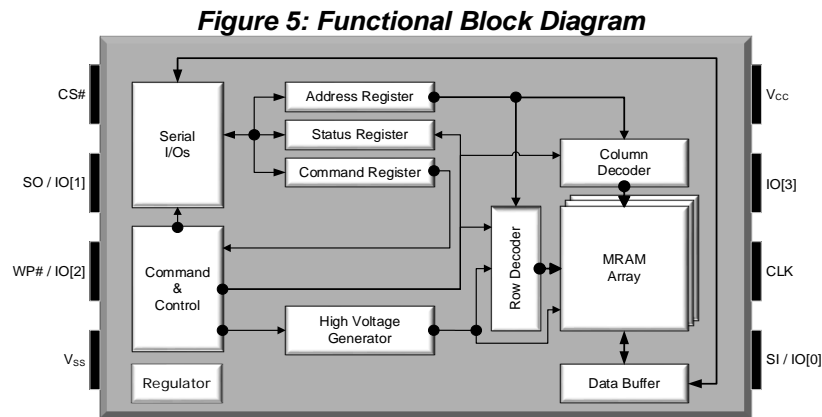 Figure 5: Functional Block Diagram
CS#
SO / IO[1]
WP# / IO[2]
VSS
Serial
I/Os
Command
&
Control
Regulator
Address Register
Status Register
Command Register
High Voltage
Generator
Row Decoder
Column
Decoder
MRAM
Array
Data Buffer
VCC
IO[3]
CLK
SI / IO[0]